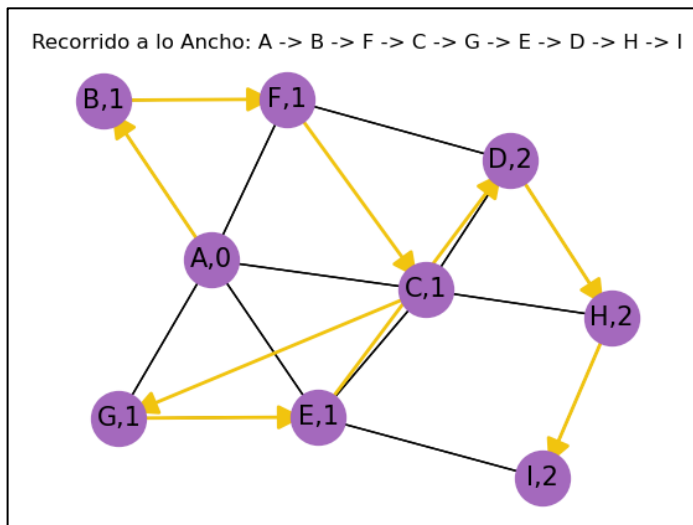 Recorrido a lo Ancho: A -> B -> F -> C -> G -> E -> D -> H -> I
B,1
F,1
D,2
A,0
C,1
H,2
G,1
E,1
I,2